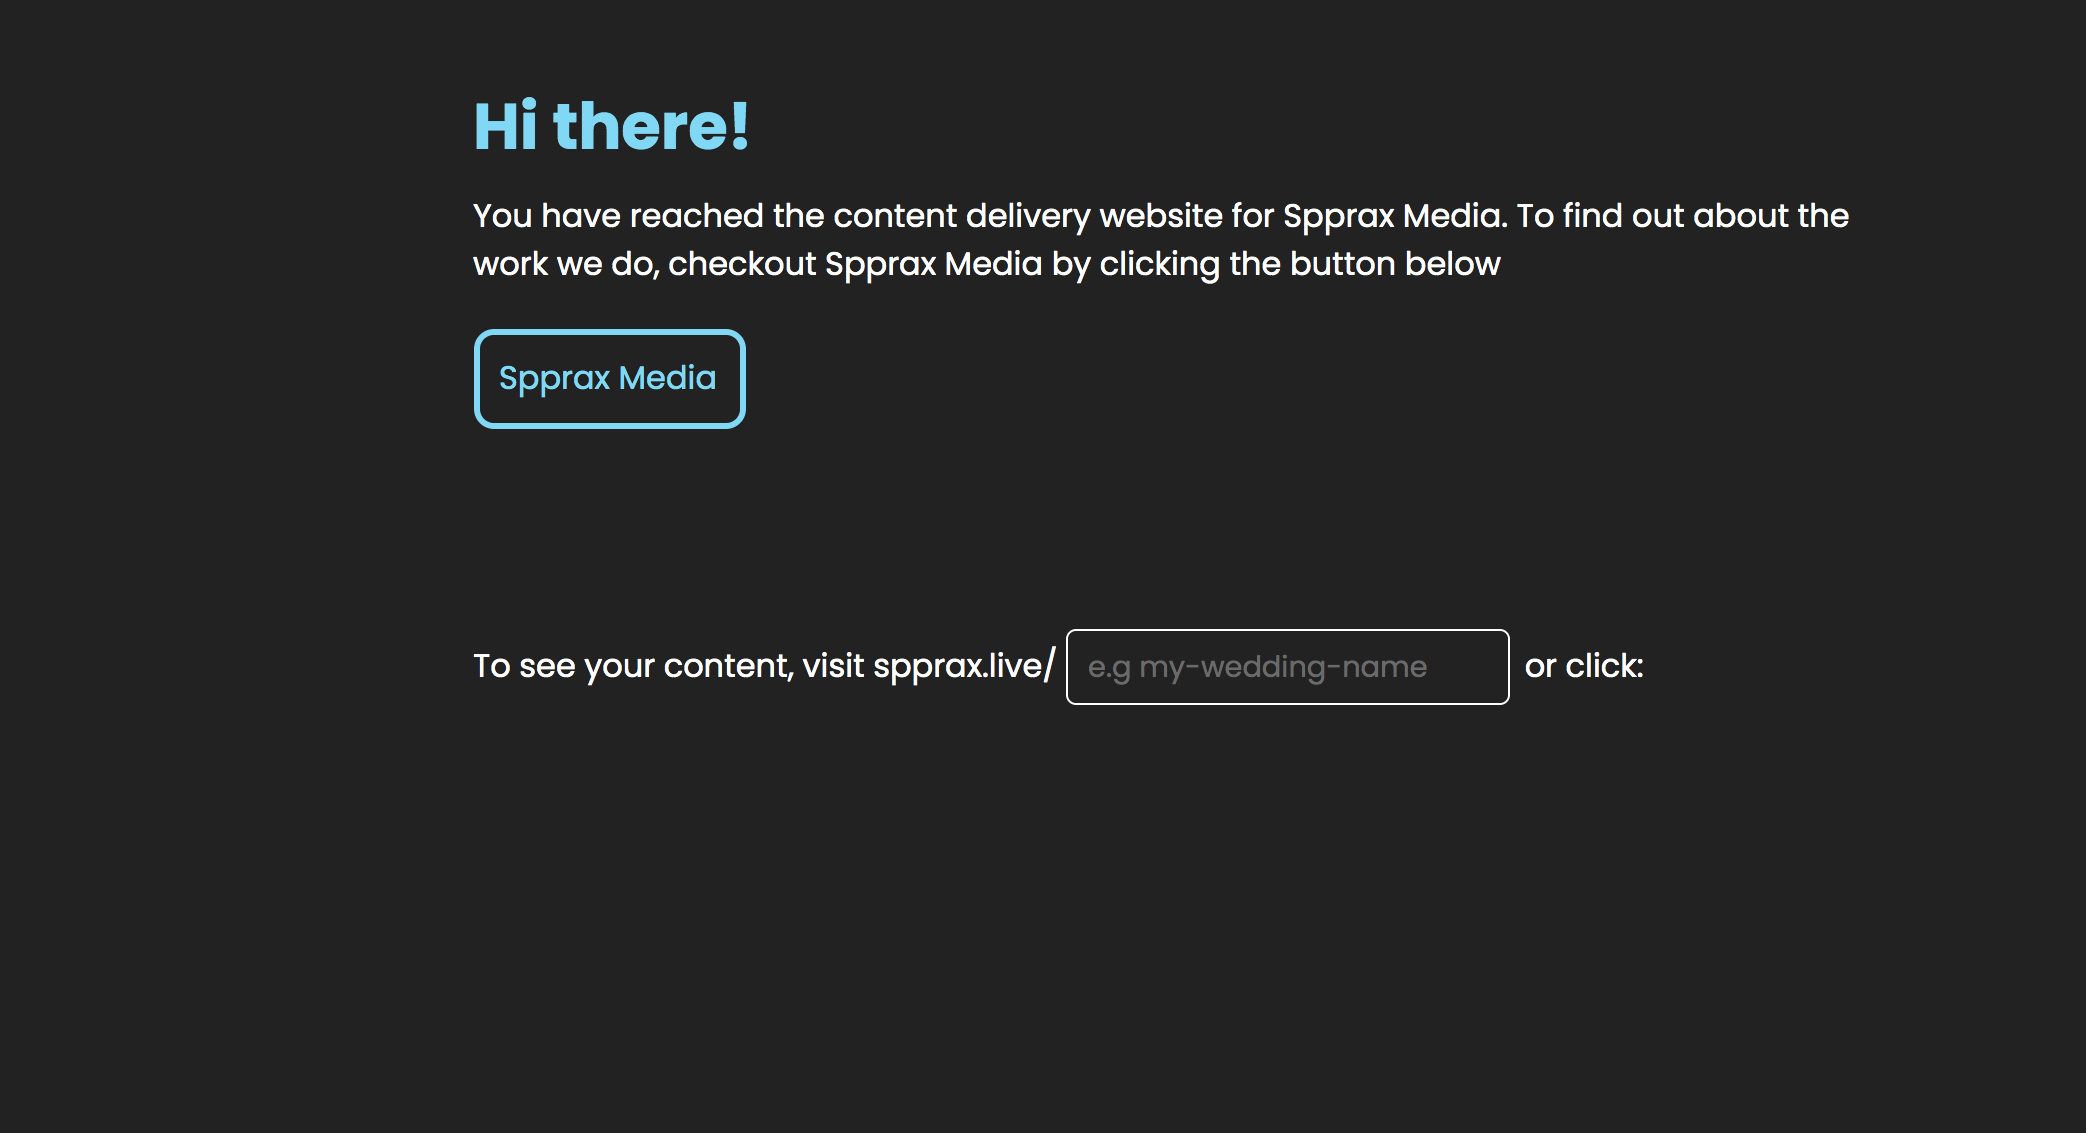 Hi there!
You have reached the content delivery website for Spprax Media. To find out about the
work we do, checkout Spprax Media by clicking the button below
Spprax Media
To see your content, visit spprax.live/ e.g my-wedding-name or click: